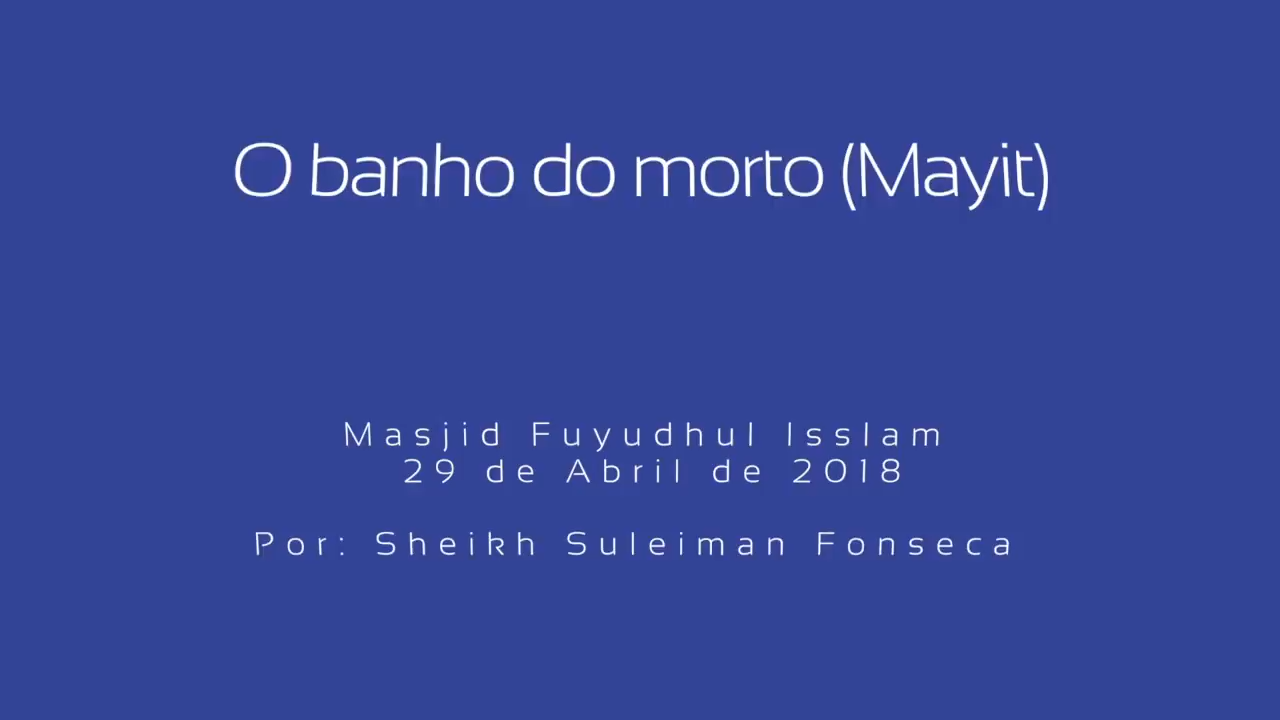 O banho do morto (Mayit)
Masjid Fuyudhul Isslam
29 de Abril de 2018
Por: Sheikh Suleiman Fonseca